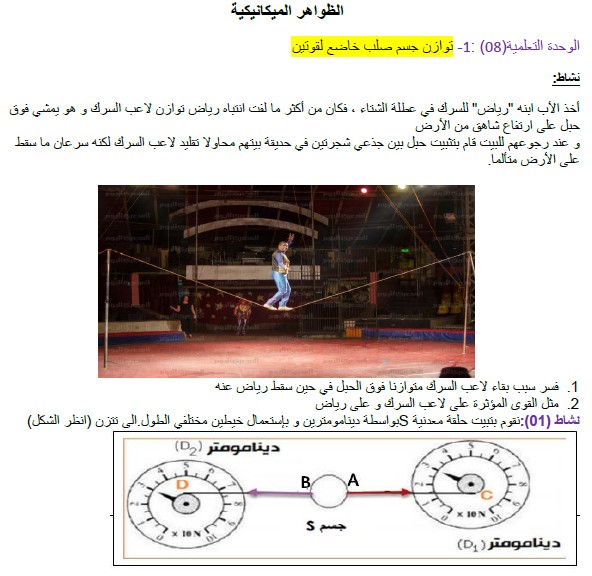 الظواهر الميكانيكية
الوحدة التعلمية(08) :1- توازن جسم صلب خاضع لقوتين
نشاط:
أخذ الأب ابنه "رياض" للسرك في عطلة الشتاء ، فكان من أكثر ما لفت انتباه رياض توازن لاعب السرك و هو يمشي فوق
حبل على ارتفاع شاهق من الأرض
و عند رجوعهم للبيت قام بتثبيت حبل بين جذعي شجرتين في حديقة بيتهم محاولا تقليد لاعب السرك لكنه سرعان ما سقط
على الأرض متألما.
1. فسر سبب بقاء لاعب السرك متوازنا فوق الحبل في حين سقط رياض عنه
2. مثل القوى المؤثرة على لاعب السرك و على رياض
نشاط (01):نقوم بتبيت حلقة معدنية Sبواسطة دينامومترين و بإستعمال خيطين مختلفي الطول.الى تتزن (انظر الشكل)
دينامومتر (D2)
D
B
A
C
x 10 N
x 10 N
جسم S
دينامومتر (D1)